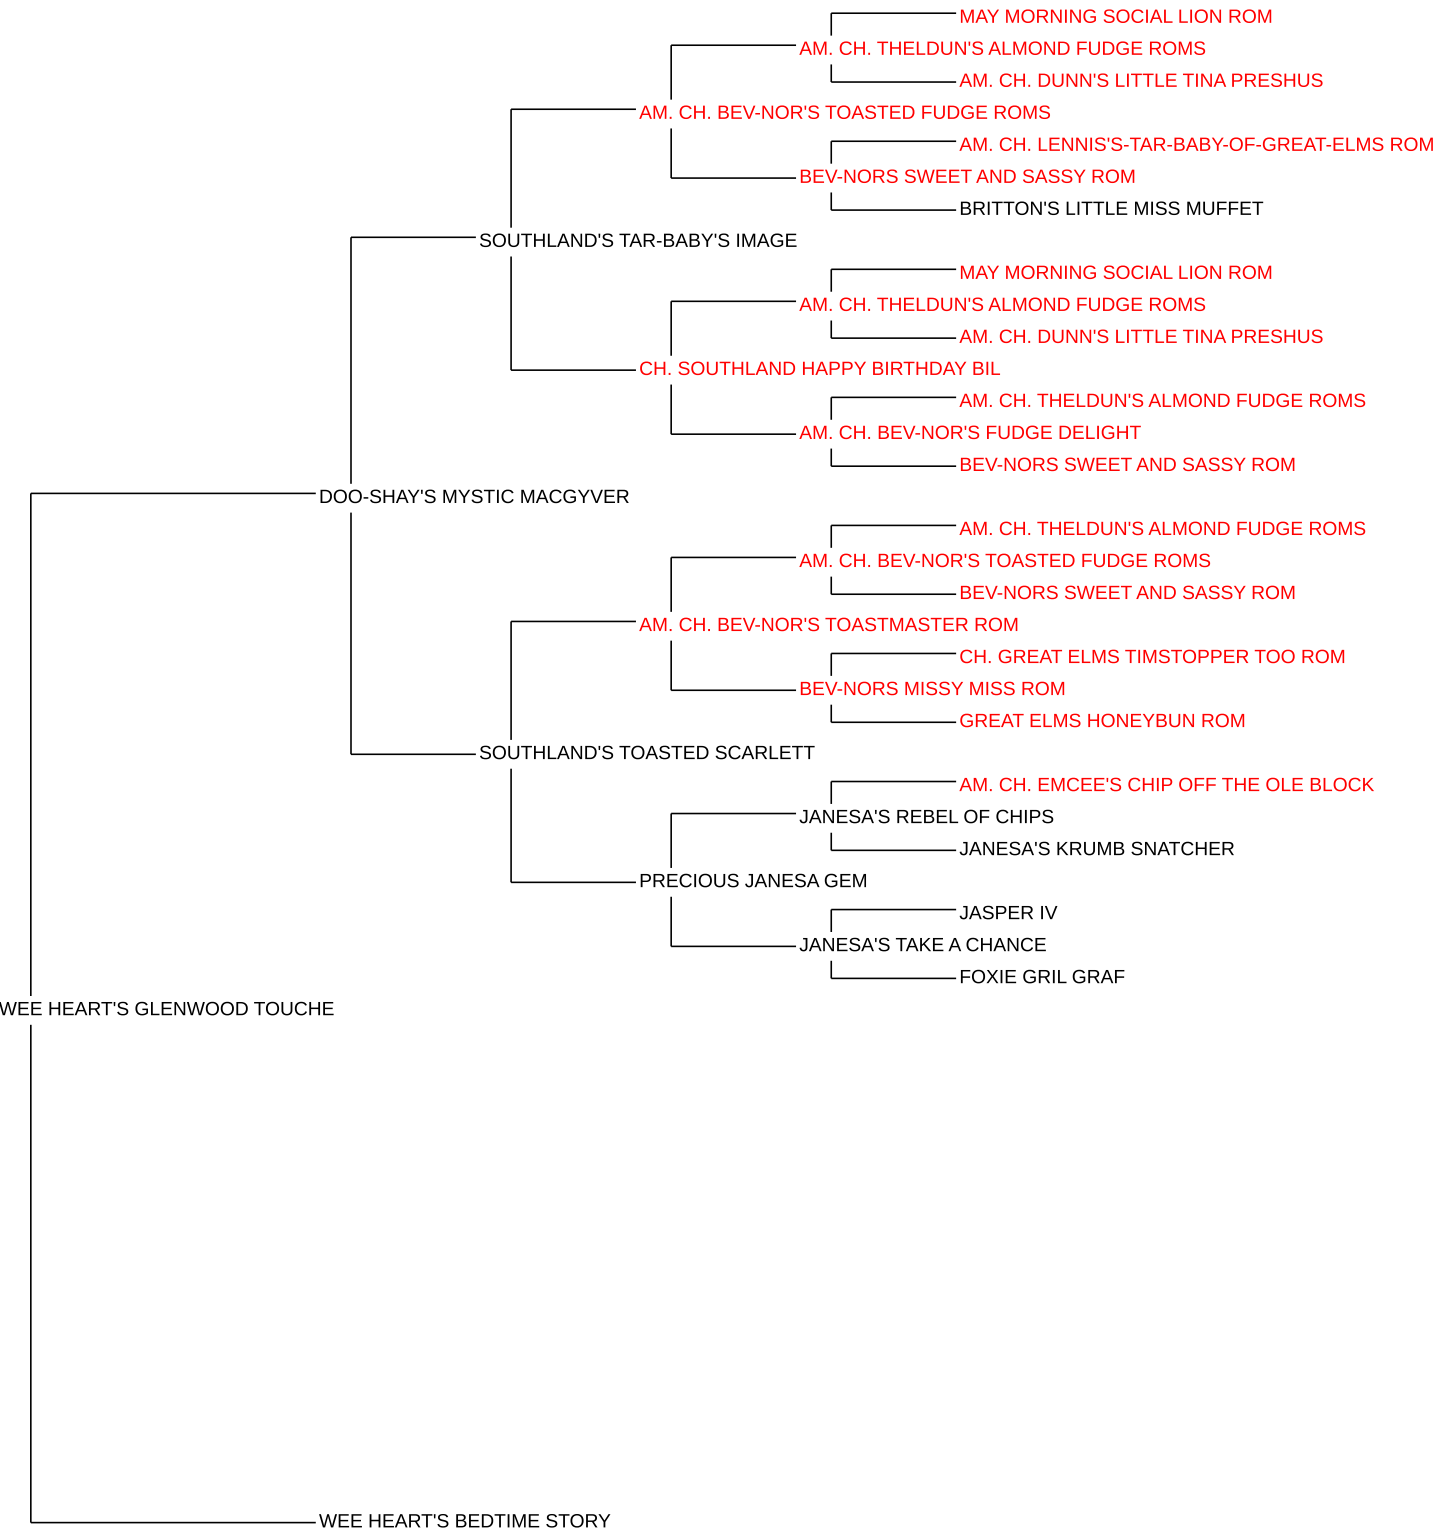 MAY MORNING SOCIAL LION ROM
AM. CH. THELDUN'S ALMOND FUDGE ROMS
AM. CH. DUNN'S LITTLE TINA PRESHUS
AM. CH. BEV-NOR'S TOASTED FUDGE ROMS
AM. CH. LENNIS'S-TAR-BABY-OF-GREAT-ELMS ROM
BEV-NORS SWEET AND SASSY ROM
BRITTON'S LITTLE MISS MUFFET
SOUTHLAND'S TAR-BABY'S IMAGE
MAY MORNING SOCIAL LION ROM
AM. CH. THELDUN'S ALMOND FUDGE ROMS
AM. CH. DUNN'S LITTLE TINA PRESHUS
CH. SOUTHLAND HAPPY BIRTHDAY BIL
AM. CH. THELDUN'S ALMOND FUDGE ROMS
AM. CH. BEV-NOR'S FUDGE DELIGHT
BEV-NORS SWEET AND SASSY ROM
DOO-SHAY'S MYSTIC MACGYVER
AM. CH. THELDUN'S ALMOND FUDGE ROMS
AM. CH. BEV-NOR'S TOASTED FUDGE ROMS
BEV-NORS SWEET AND SASSY ROM
AM. CH. BEV-NOR'S TOASTMASTER ROM
CH. GREAT ELMS TIMSTOPPER TOO ROM
BEV-NORS MISSY MISS ROM
GREAT ELMS HONEYBUN ROM
SOUTHLAND'S TOASTED SCARLETT
AM. CH. EMCEE'S CHIP OFF THE OLE BLOCK
JANESA'S REBEL OF CHIPS
JANESA'S KRUMB SNATCHER
PRECIOUS JANESA GEM
JASPER IV
JANESA'S TAKE A CHANCE
FOXIE GRIL GRAF
WEE HEART'S GLENWOOD TOUCHE
WEE HEART'S BEDTIME STORY